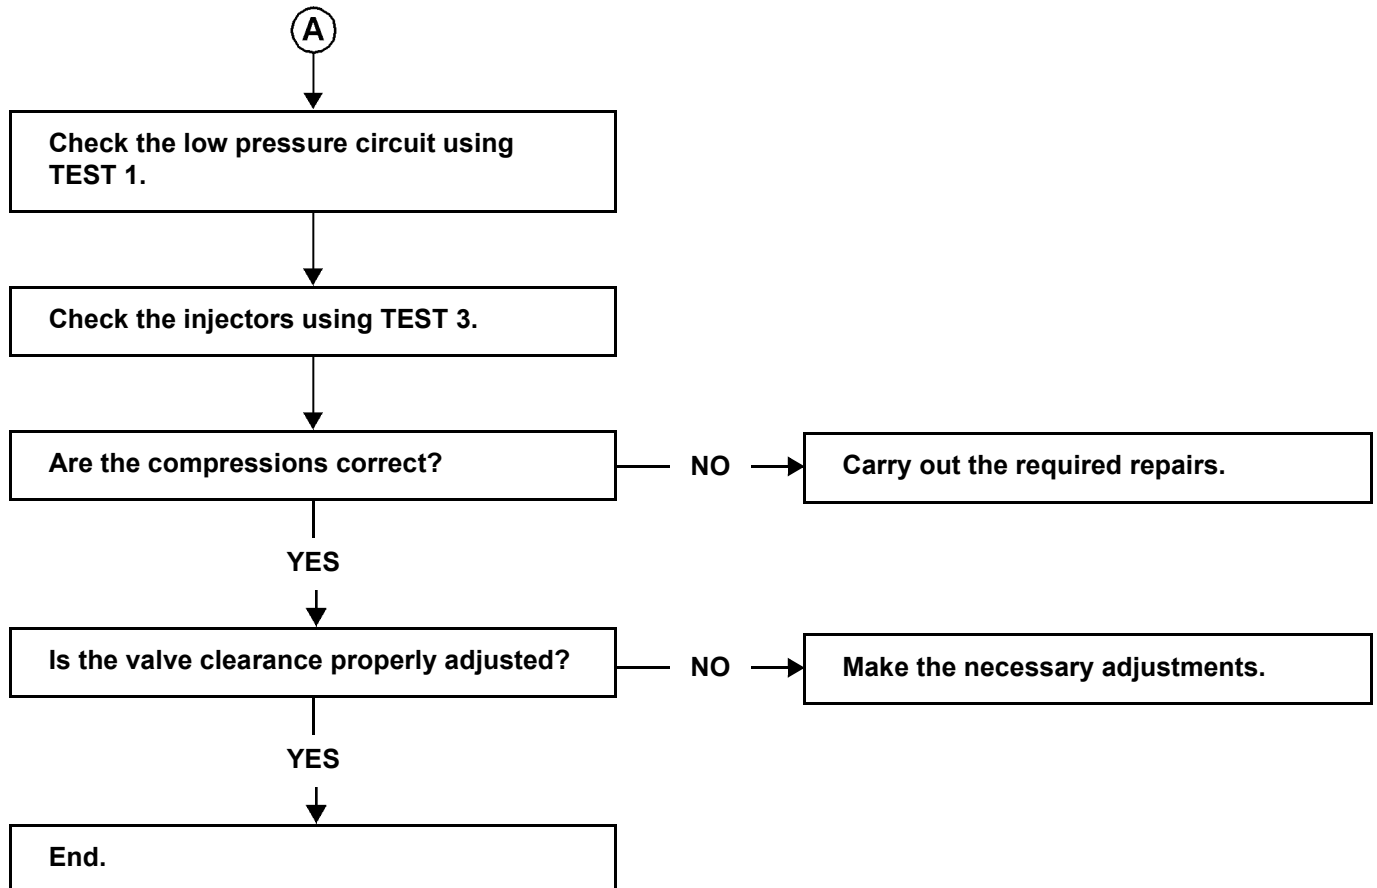 A
Check the low pressure circuit using
TEST 1.
Check the injectors using TEST 3.
Are the compressions correct?
NO
Carry out the required repairs.
YES
Is the valve clearance properly adjusted?
NO
Make the necessary adjustments.
YES
End.